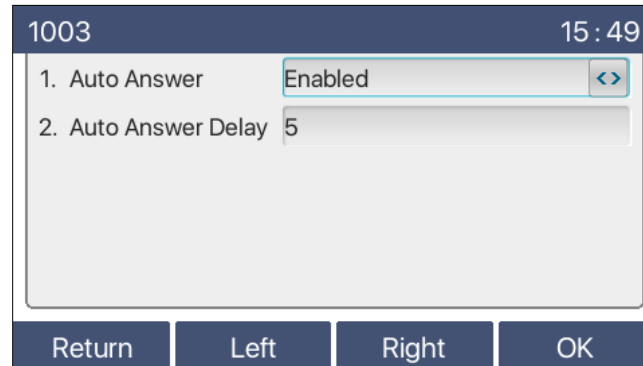 1003 15:49
1. Auto Answer Enabled <>
2. Auto Answer Delay 5
Return Left Right OK